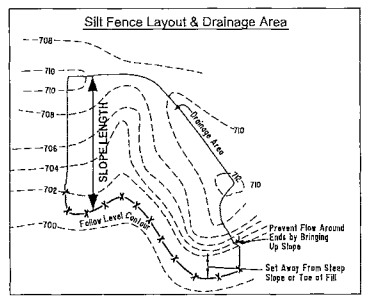 Silt Fence Layout & Drainage Area
708
710
710
708
706
704
702
700
SLOPE LENGTH
Drainage Area
710
710
710
Follow Level Contour
Prevent Flow Around
Ends by Bringing
Up Slope
Set Away From Steep
Slope or Toe of Fill